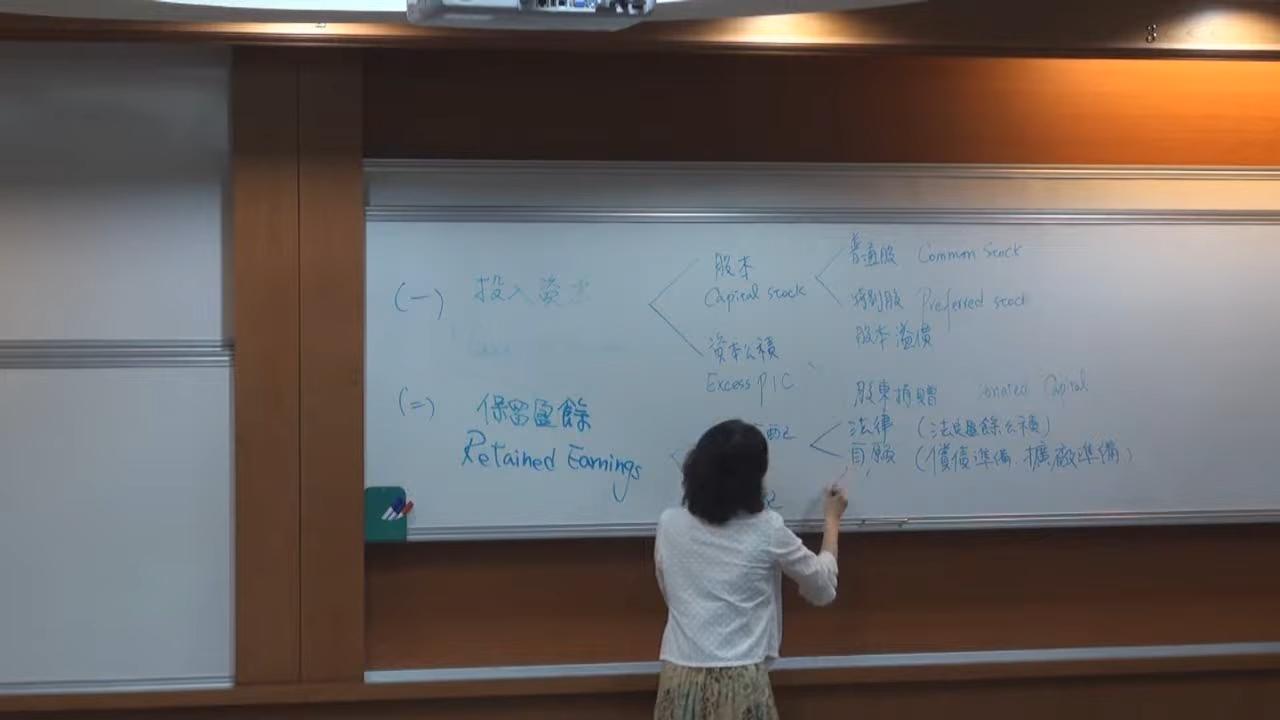 (一) 投入資本
股本
Capital stock
普通股 Common Stock
特別股 Preferred stock
資本公積
Excess PIC
股本溢價
股東捐贈 onated Capital
(二) 保留盈餘
Retained Earnings
法律 (法定盈餘公積)
自願 (償債準備、擴廠準備)